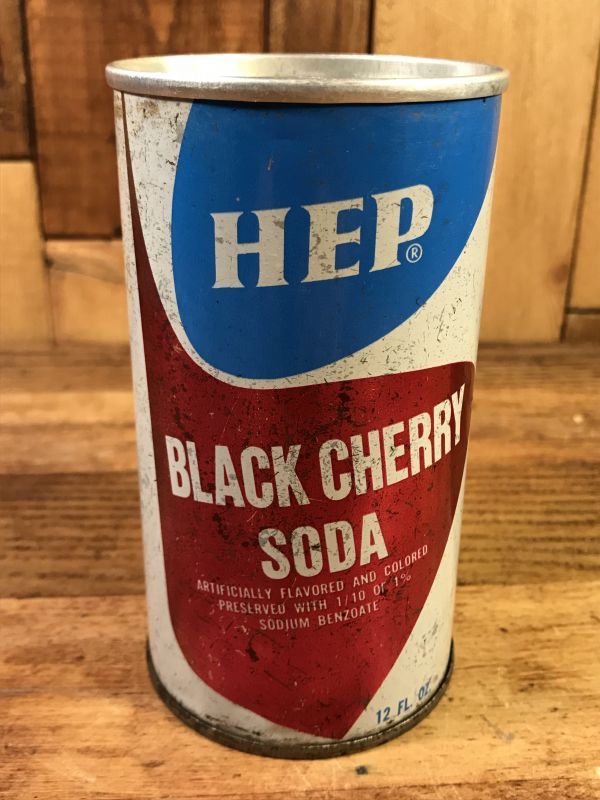 HEP®
BLACK CHERRY
SODA
ARTIFICIALLY FLAVORED AND COLORED
PRESERVED WITH 1/10 OF 1%
SODIUM BENZOATE
12 FL. OZ